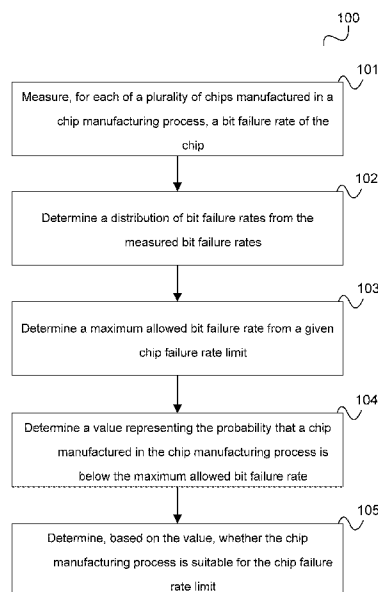 100
101
Measure, for each of a plurality of chips manufactured in a
chip manufacturing process, a bit failure rate of the
chip
102
Determine a distribution of bit failure rates from the
measured bit failure rates
103
Determine a maximum allowed bit failure rate from a given
chip failure rate limit
104
Determine a value representing the probability that a chip
manufactured in the chip manufacturing process is
below the maximum allowed bit failure rate
105
Determine, based on the value, whether the chip
manufacturing process is suitable for the chip failure
rate limit